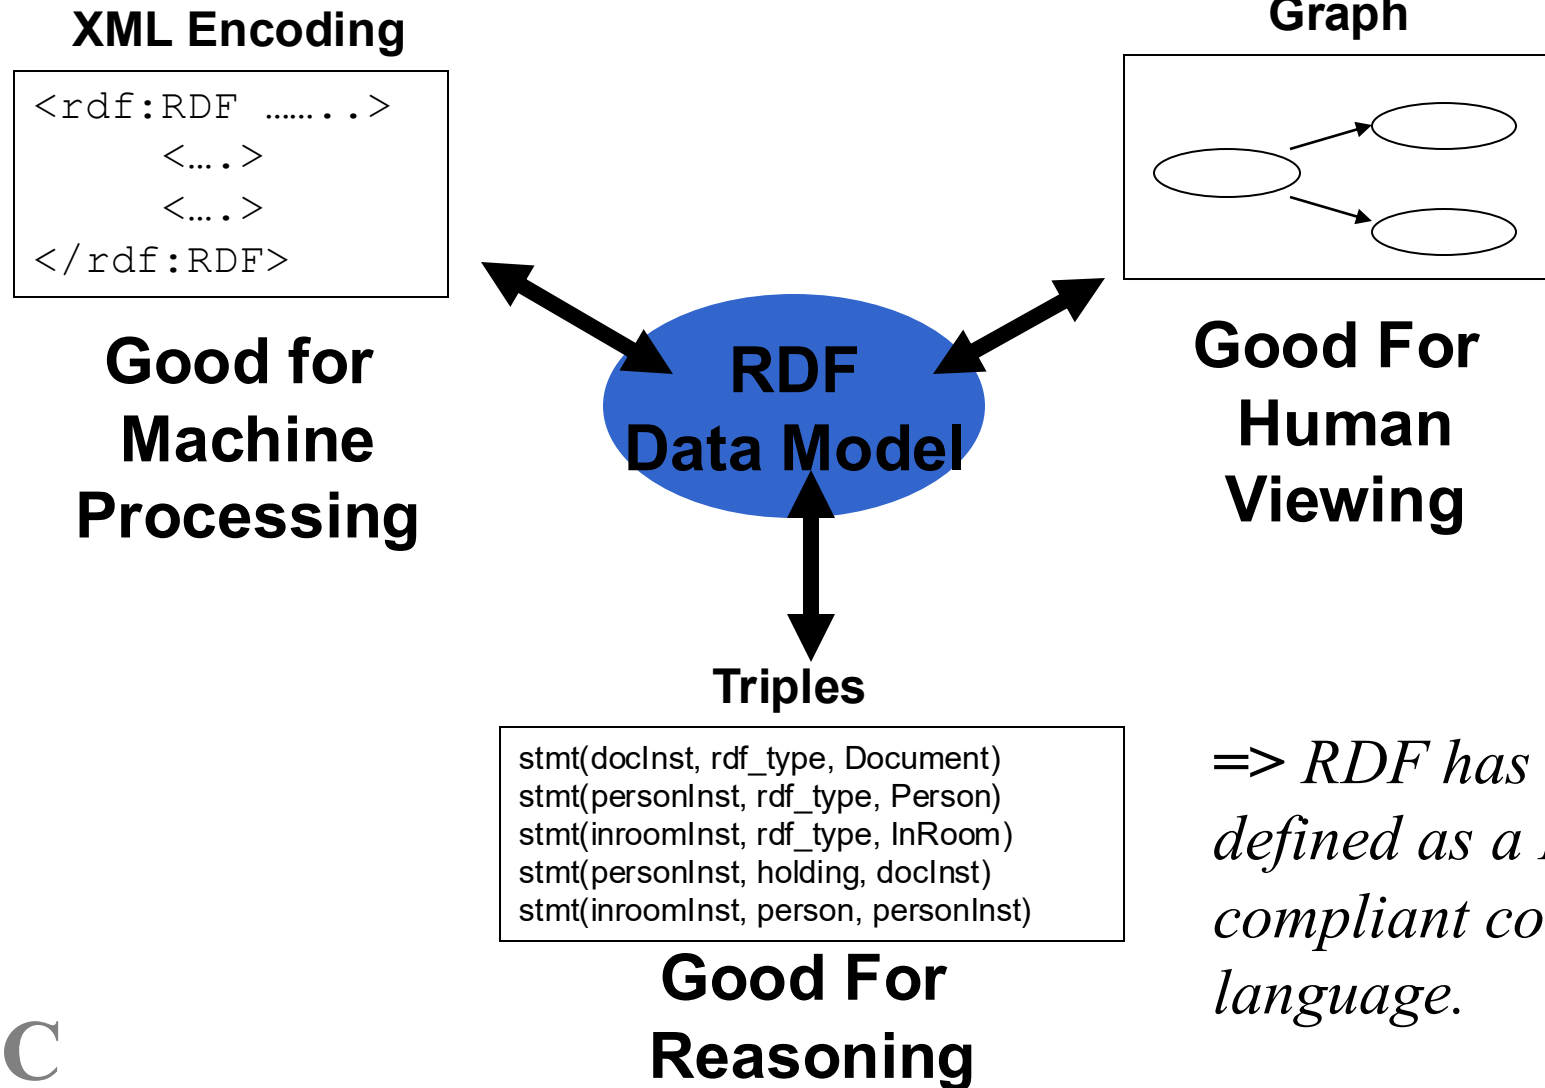 XML Encoding
<rdf:RDF ……..>
<….>
<….>
</rdf:RDF>
Good for
Machine
Processing
Graph
Good For
Human
Viewing
RDF
Data Model
Triples
stmt(docInst, rdf_type, Document)
stmt(personInst, rdf_type, Person)
stmt(inroomInst, rdf_type, InRoom)
stmt(personInst, holding, docInst)
stmt(inroomInst, person, personInst)
Good For
Reasoning
=> RDF has
defined as a
compliant co
language.
C